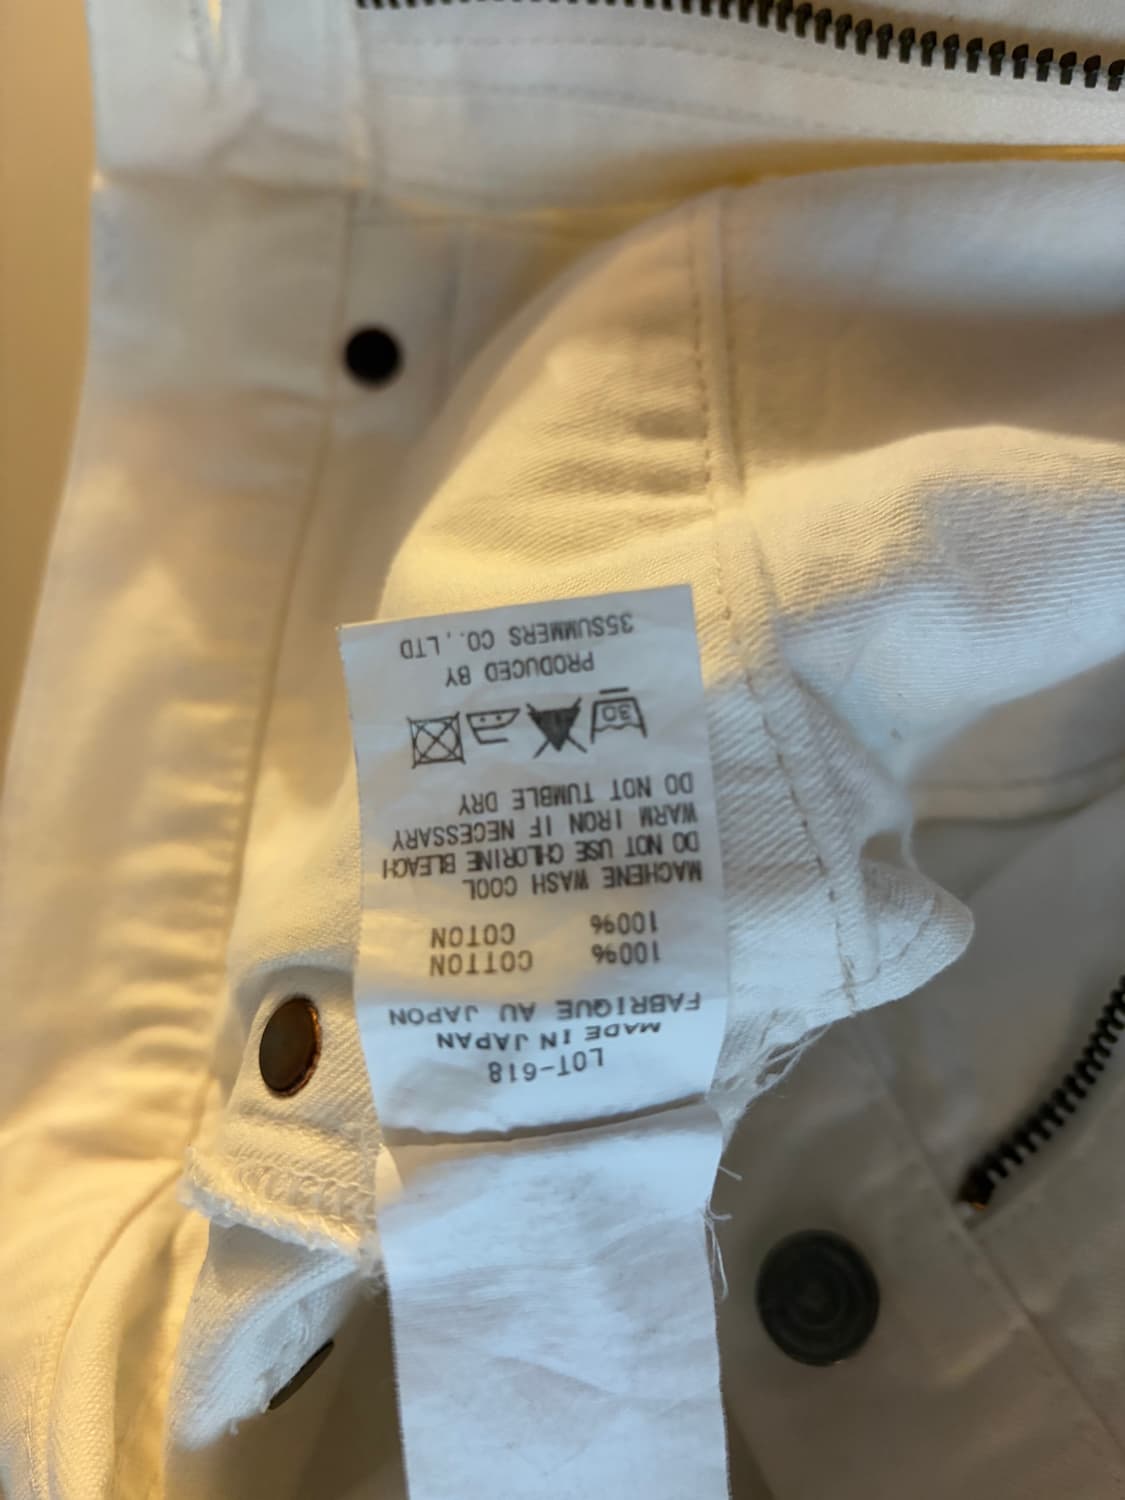 LOT-618
MADE IN JAPAN
FABRIQUE AU JAPON
100% COTTON
100% COTON
MACHENE WASH COOL
DO NOT USE CHLORINE BLEACH
WARM IRON IF NECESSARY
DO NOT TUMBLE DRY
30
PRODUCED BY
35SUMMERS CO.,LTD